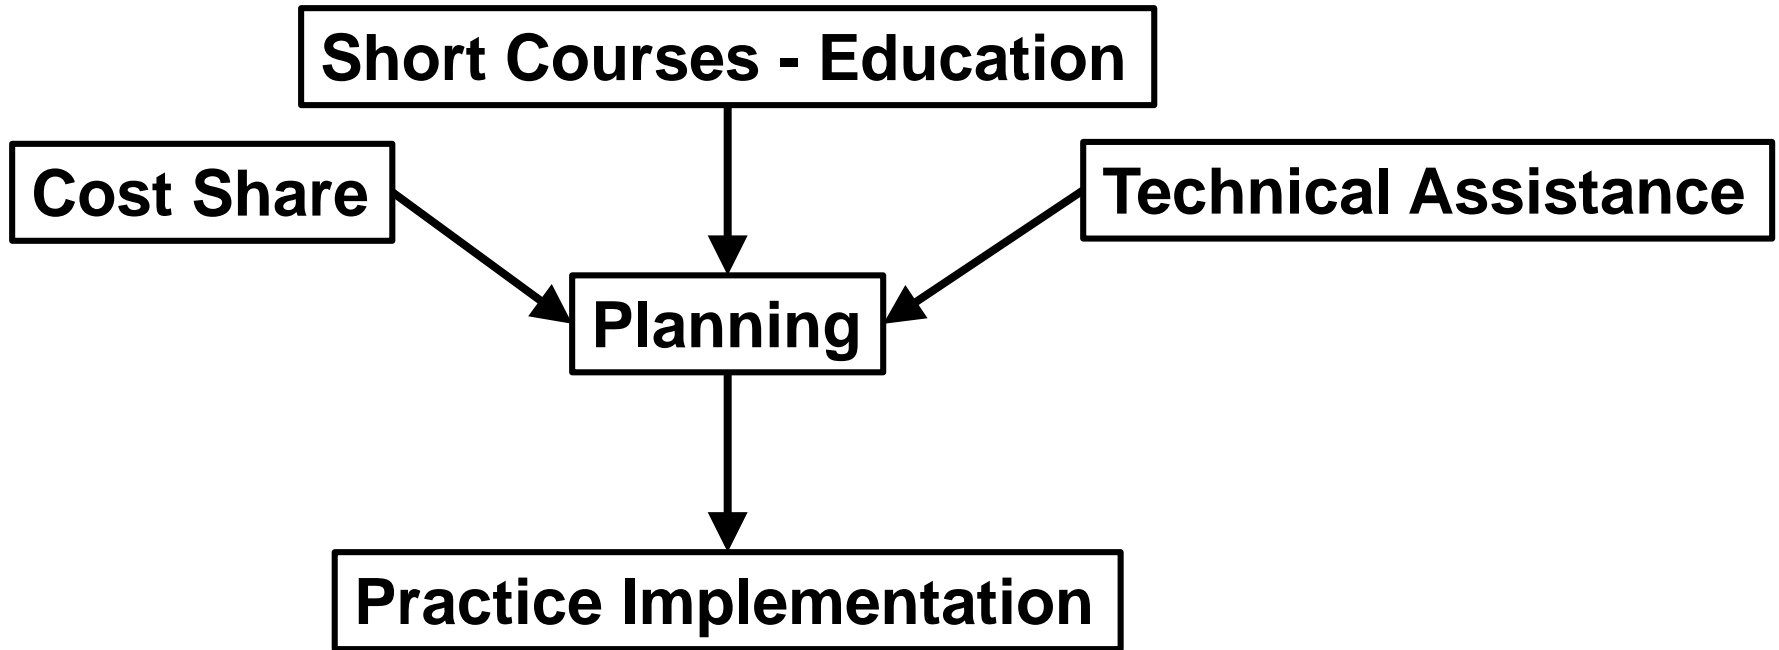 Short Courses - Education
Cost Share
Technical Assistance
Planning
Practice Implementation